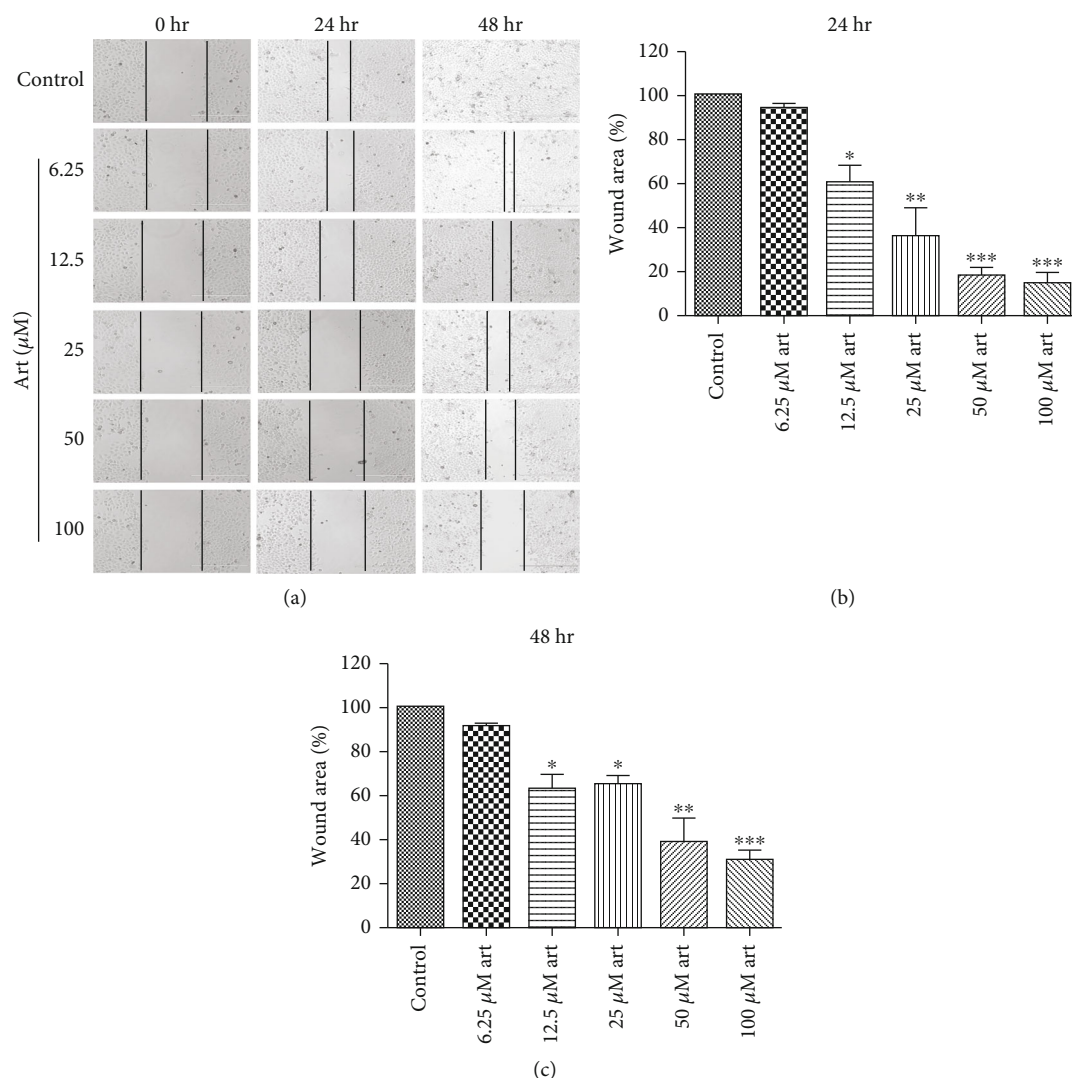 0 hr
24 hr
48 hr
Control
6.25
12.5
25
50
100
Art (μM)
(a)
24 hr
Wound area (%)
120
100
80
60
40
20
0
*
**
***
***
Control
6.25 μM art
12.5 μM art
25 μM art
50 μM art
100 μM art
(b)
48 hr
Wound area (%)
120
100
80
60
40
20
0
*
*
**
***
Control
6.25 μM art
12.5 μM art
25 μM art
50 μM art
100 μM art
(c)